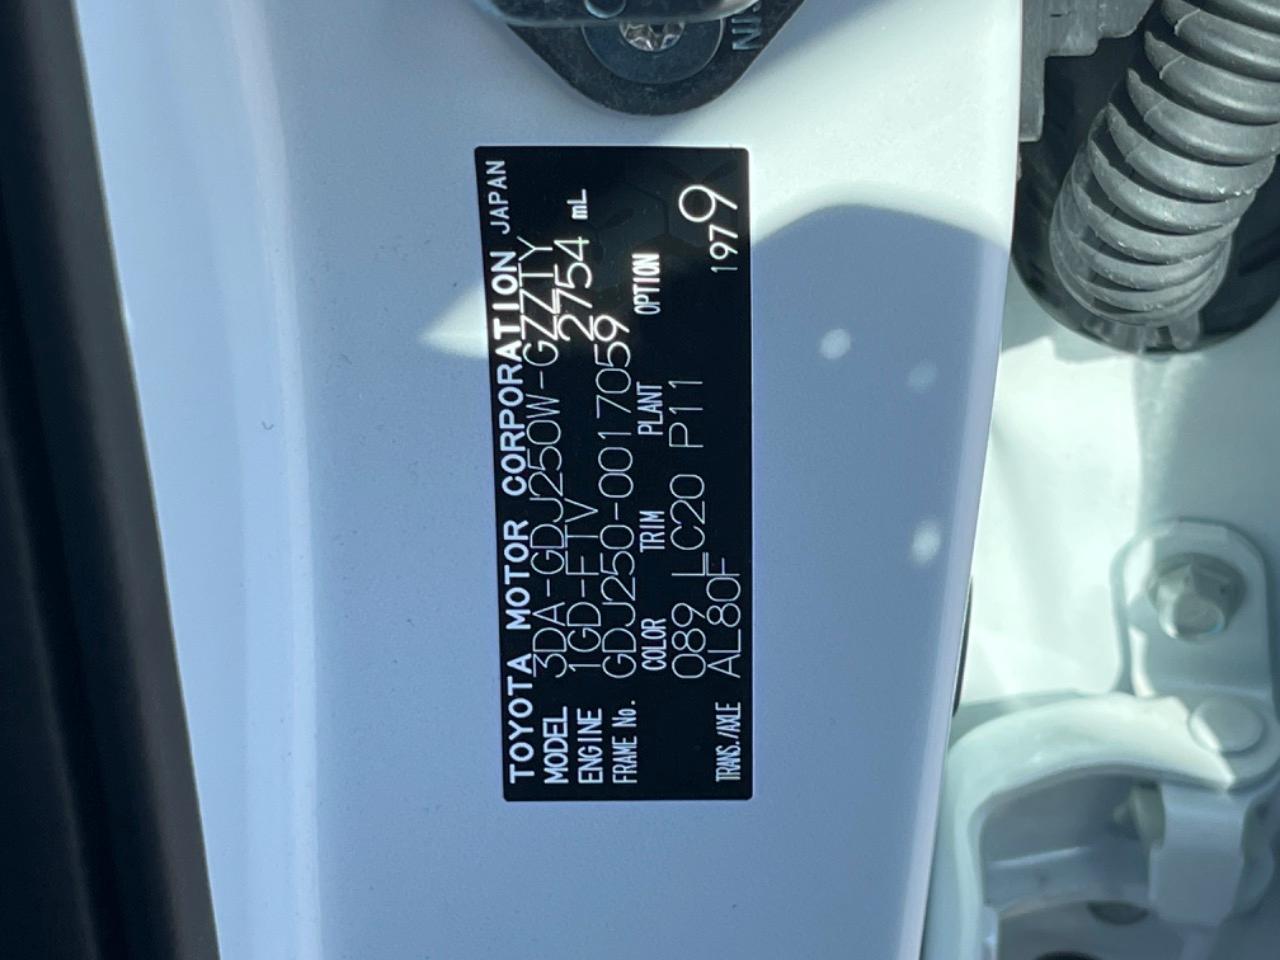 TOYOTA MOTOR CORPORATION JAPAN
MODEL 3DA-GDJ250W-GZTTY
ENGINE 1GD-FTV 2754 mL
FRAME No. GDJ250-0017059
COLOR TRIM PLANT OPTION
089 LC20 P11
TRANS./AXLE AL80F 1979